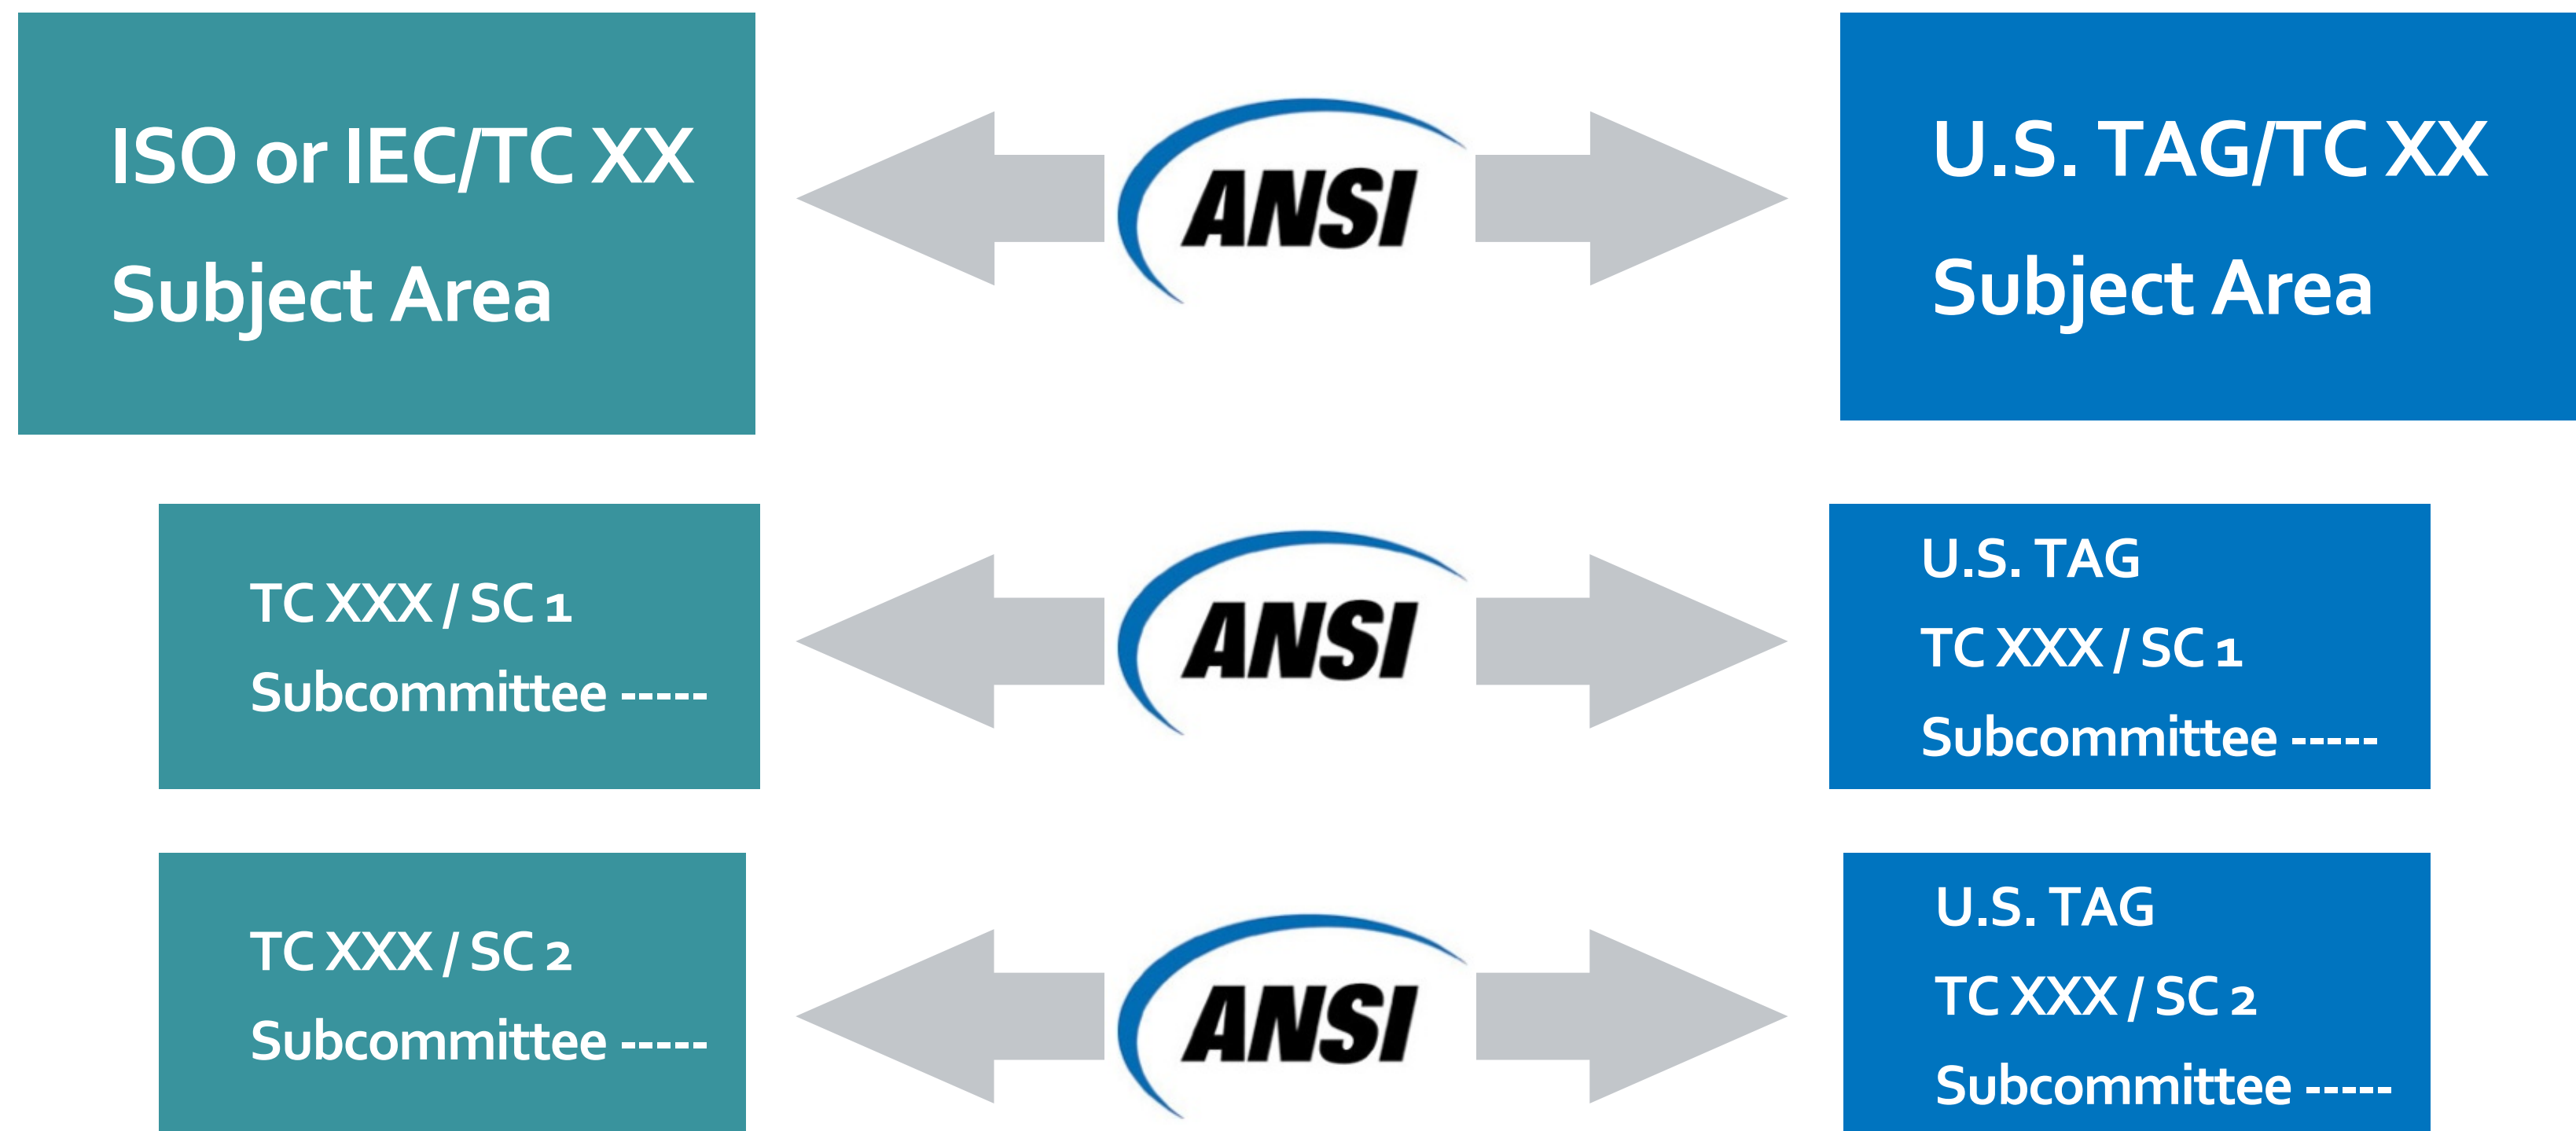 ISO or IEC/TC XX
Subject Area
ANSI
U.S. TAG/TC XX
Subject Area
TC XXX / SC 1
Subcommittee -----
ANSI
U.S. TAG
TC XXX / SC 1
Subcommittee -----
TC XXX / SC 2
Subcommittee -----
ANSI
U.S. TAG
TC XXX / SC 2
Subcommittee -----